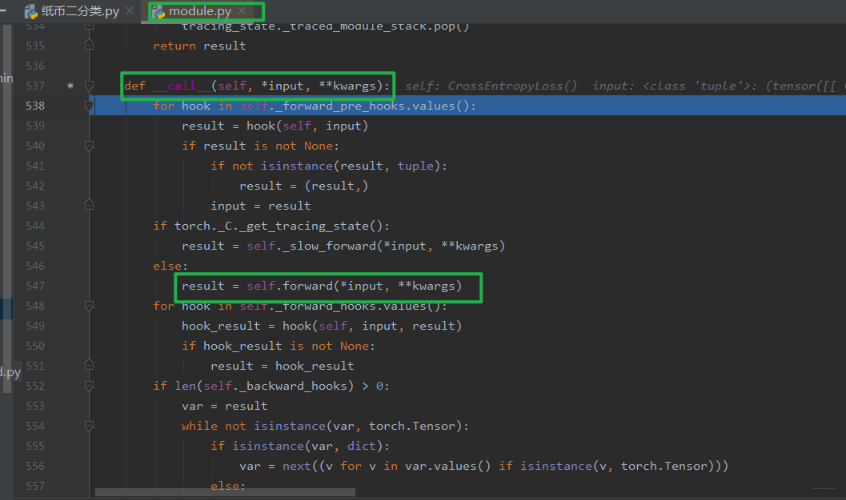 纸币二分类.py × module.py ×
534 tracing_state._traced_module_stack.pop()
535 return result
536
537 * def __call__(self, *input, **kwargs): self: CrossEntropyLoss() input: <class 'tuple'>: (tensor([[
538 for hook in self._forward_pre_hooks.values():
539 result = hook(self, input)
540 if result is not None:
541 if not isinstance(result, tuple):
542 result = (result,)
543 input = result
544 if torch._C._get_tracing_state():
545 result = self._slow_forward(*input, **kwargs)
546 else:
547 result = self.forward(*input, **kwargs)
548 for hook in self._forward_hooks.values():
549 hook_result = hook(self, input, result)
550 if hook_result is not None:
551 result = hook_result
d.py
552 if len(self._backward_hooks) > 0:
553 var = result
554 while not isinstance(var, torch.Tensor):
555 if isinstance(var, dict):
556 var = next((v for v in var.values() if isinstance(v, torch.Tensor)))
557 else: